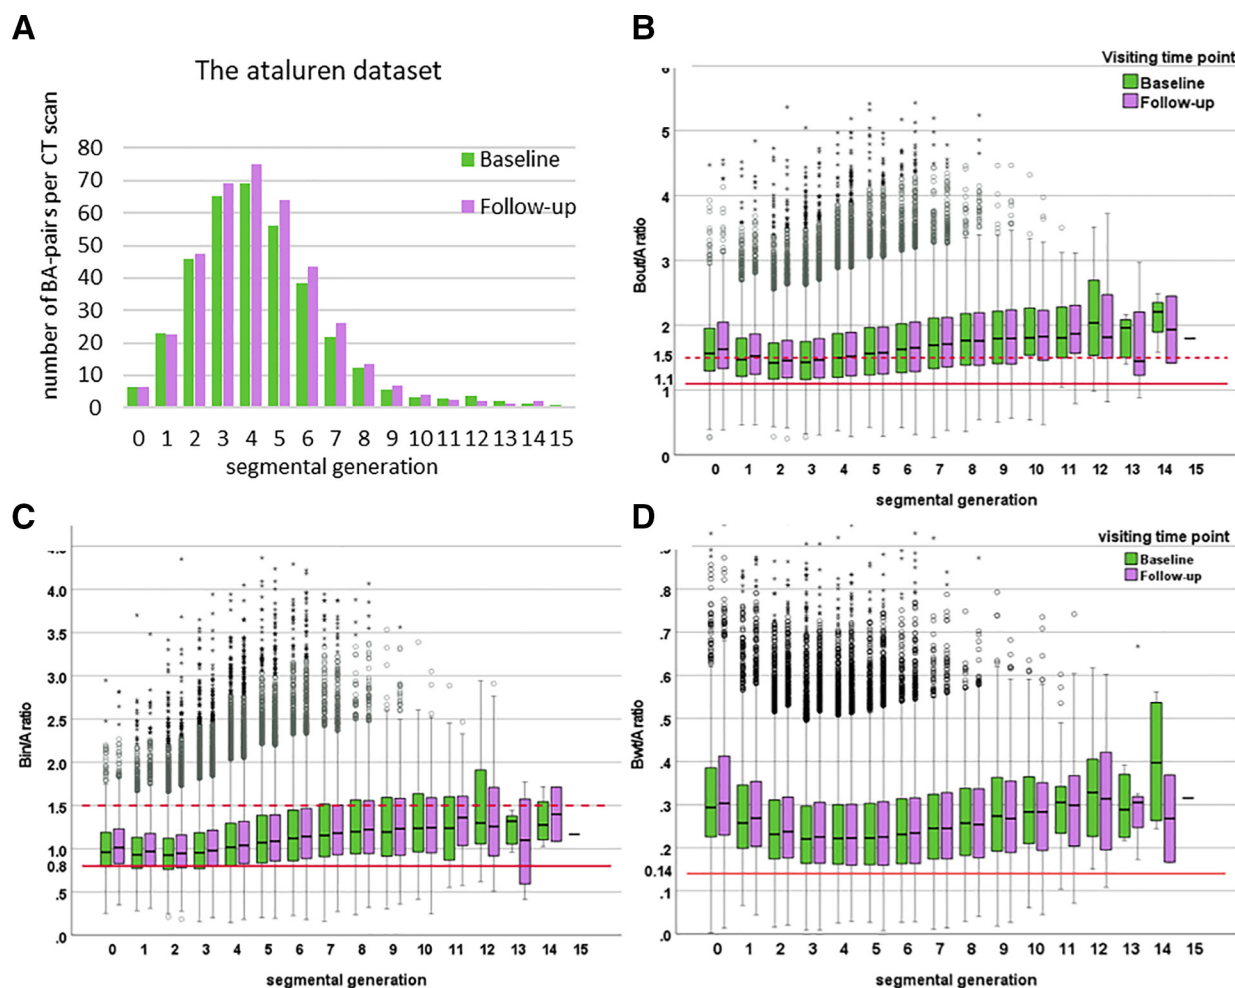 A
The ataluren dataset
number of BA-pairs per CT scan
80
70
60
50
40
30
20
10
0
Baseline
Follow-up
0 1 2 3 4 5 6 7 8 9 10 11 12 13 14 15
segmental generation
B
Visiting time point
Baseline
Follow-up
Bout/A ratio
6
5
4
3
2
1.5
1.1
1
0
0 1 2 3 4 5 6 7 8 9 10 11 12 13 14 15
segmental generation
C
Bin/A ratio
4.5
4.0
3.5
3.0
2.5
2.0
1.5
1.0
0.8
.5
.0
0 1 2 3 4 5 6 7 8 9 10 11 12 13 14 15
segmental generation
D
visiting time point
Baseline
Follow-up
Bwt/A ratio
.9
.8
.7
.6
.5
.4
.3
.2
0.14
.1
.0
0 1 2 3 4 5 6 7 8 9 10 11 12 13 14 15
segmental generation